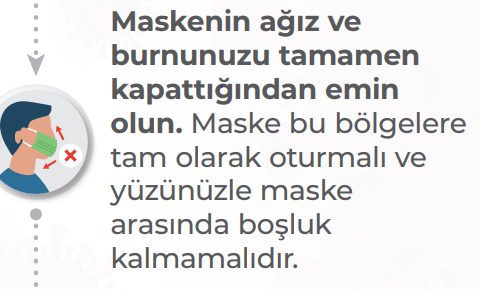 Maskenin ağız ve
burnunuzu tamamen
kapattığından emin
olun. Maske bu bölgelere
tam olarak oturmalı ve
yüzünüzle maske
arasında boşluk
kalmamalıdır.